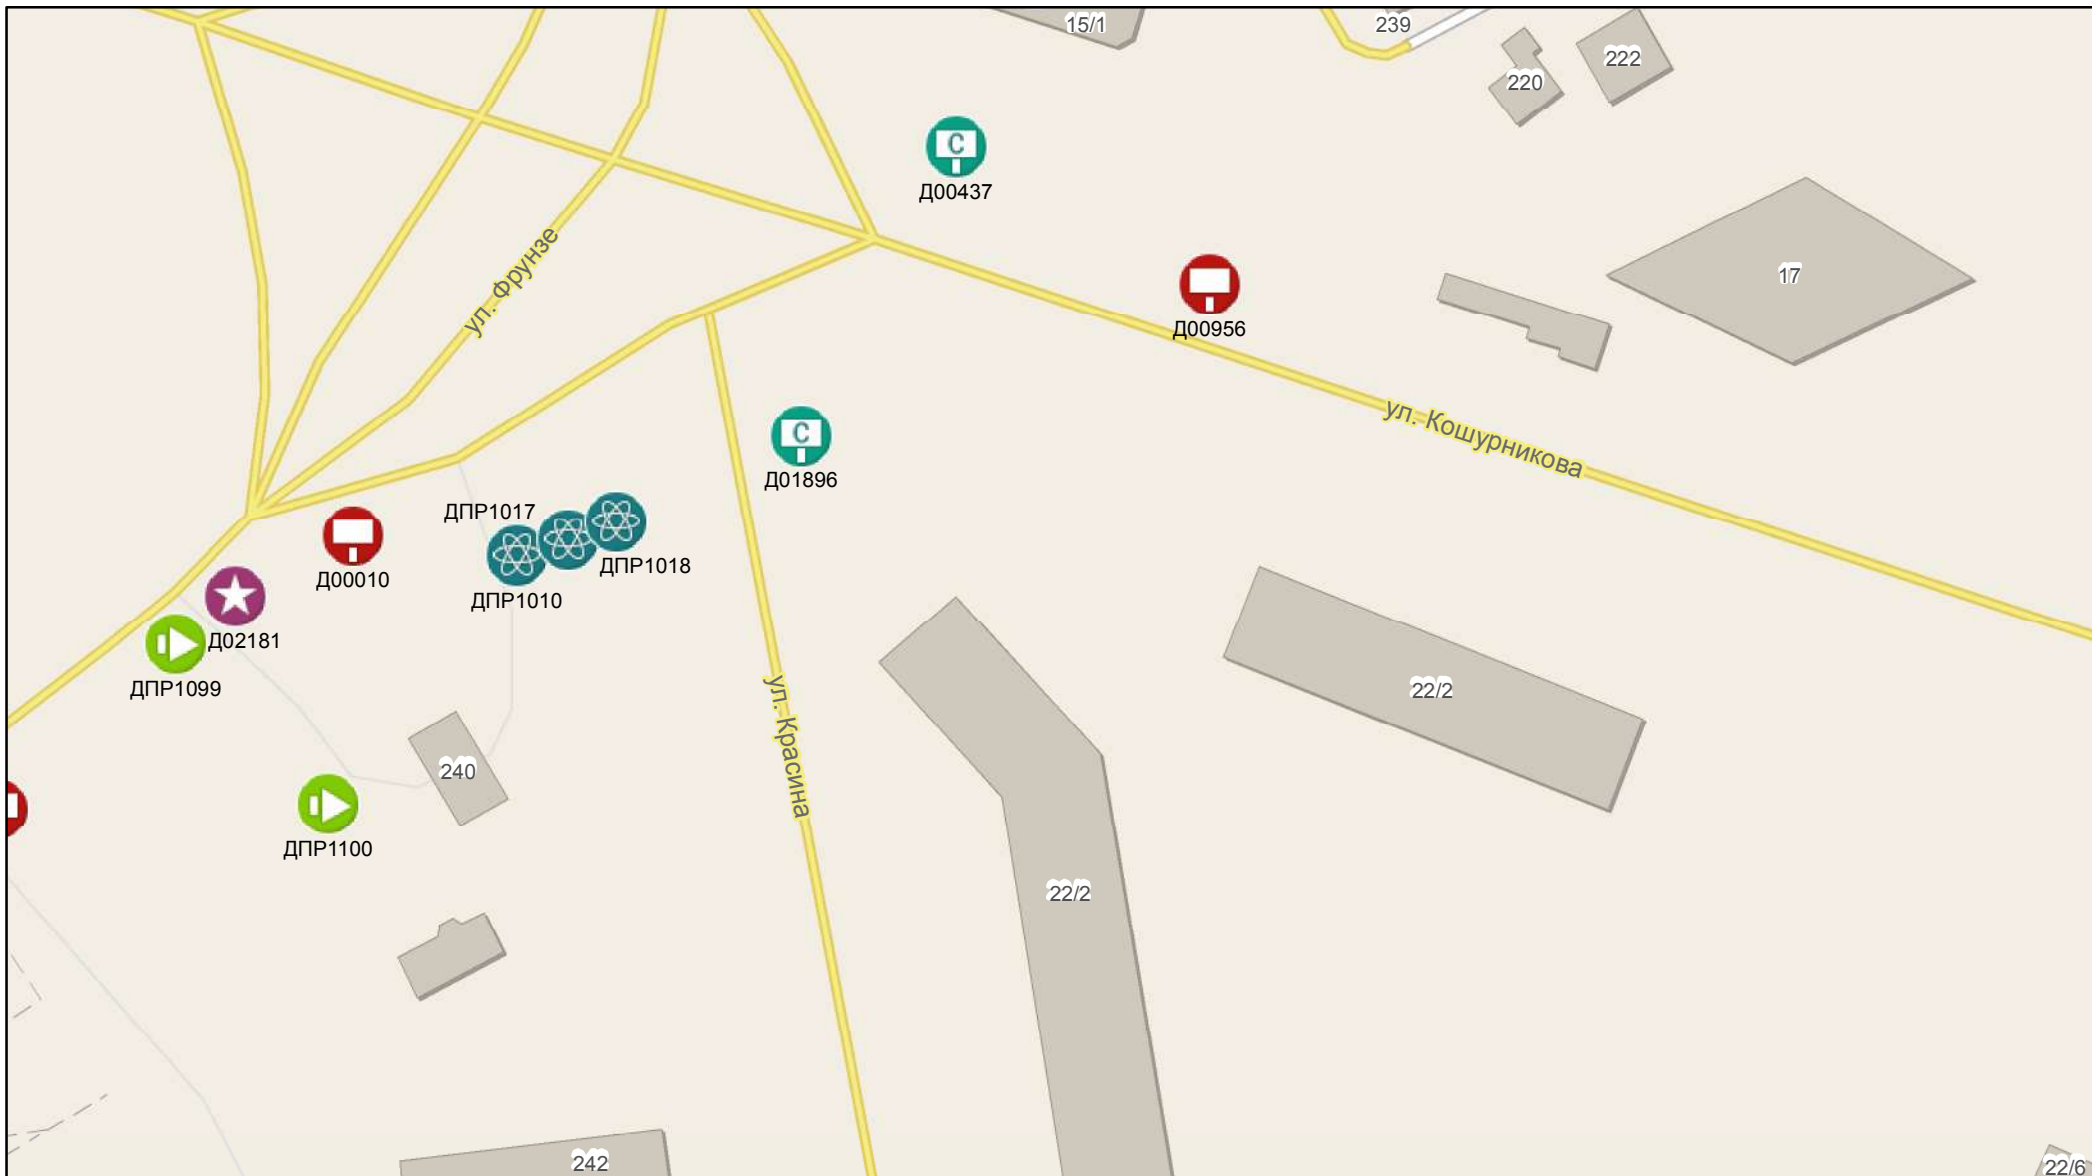 15/1
239
222
220
C
Д00437
ул. Фрунзе
17
Д00956
ул. Кошурникова
C
Д01896
ДПР1017
ДПР1018
Д00010
ДПР1010
Д02181
ДПР1099
ул. Красина
22/2
240
ДПР1100
22/2
242
22/6